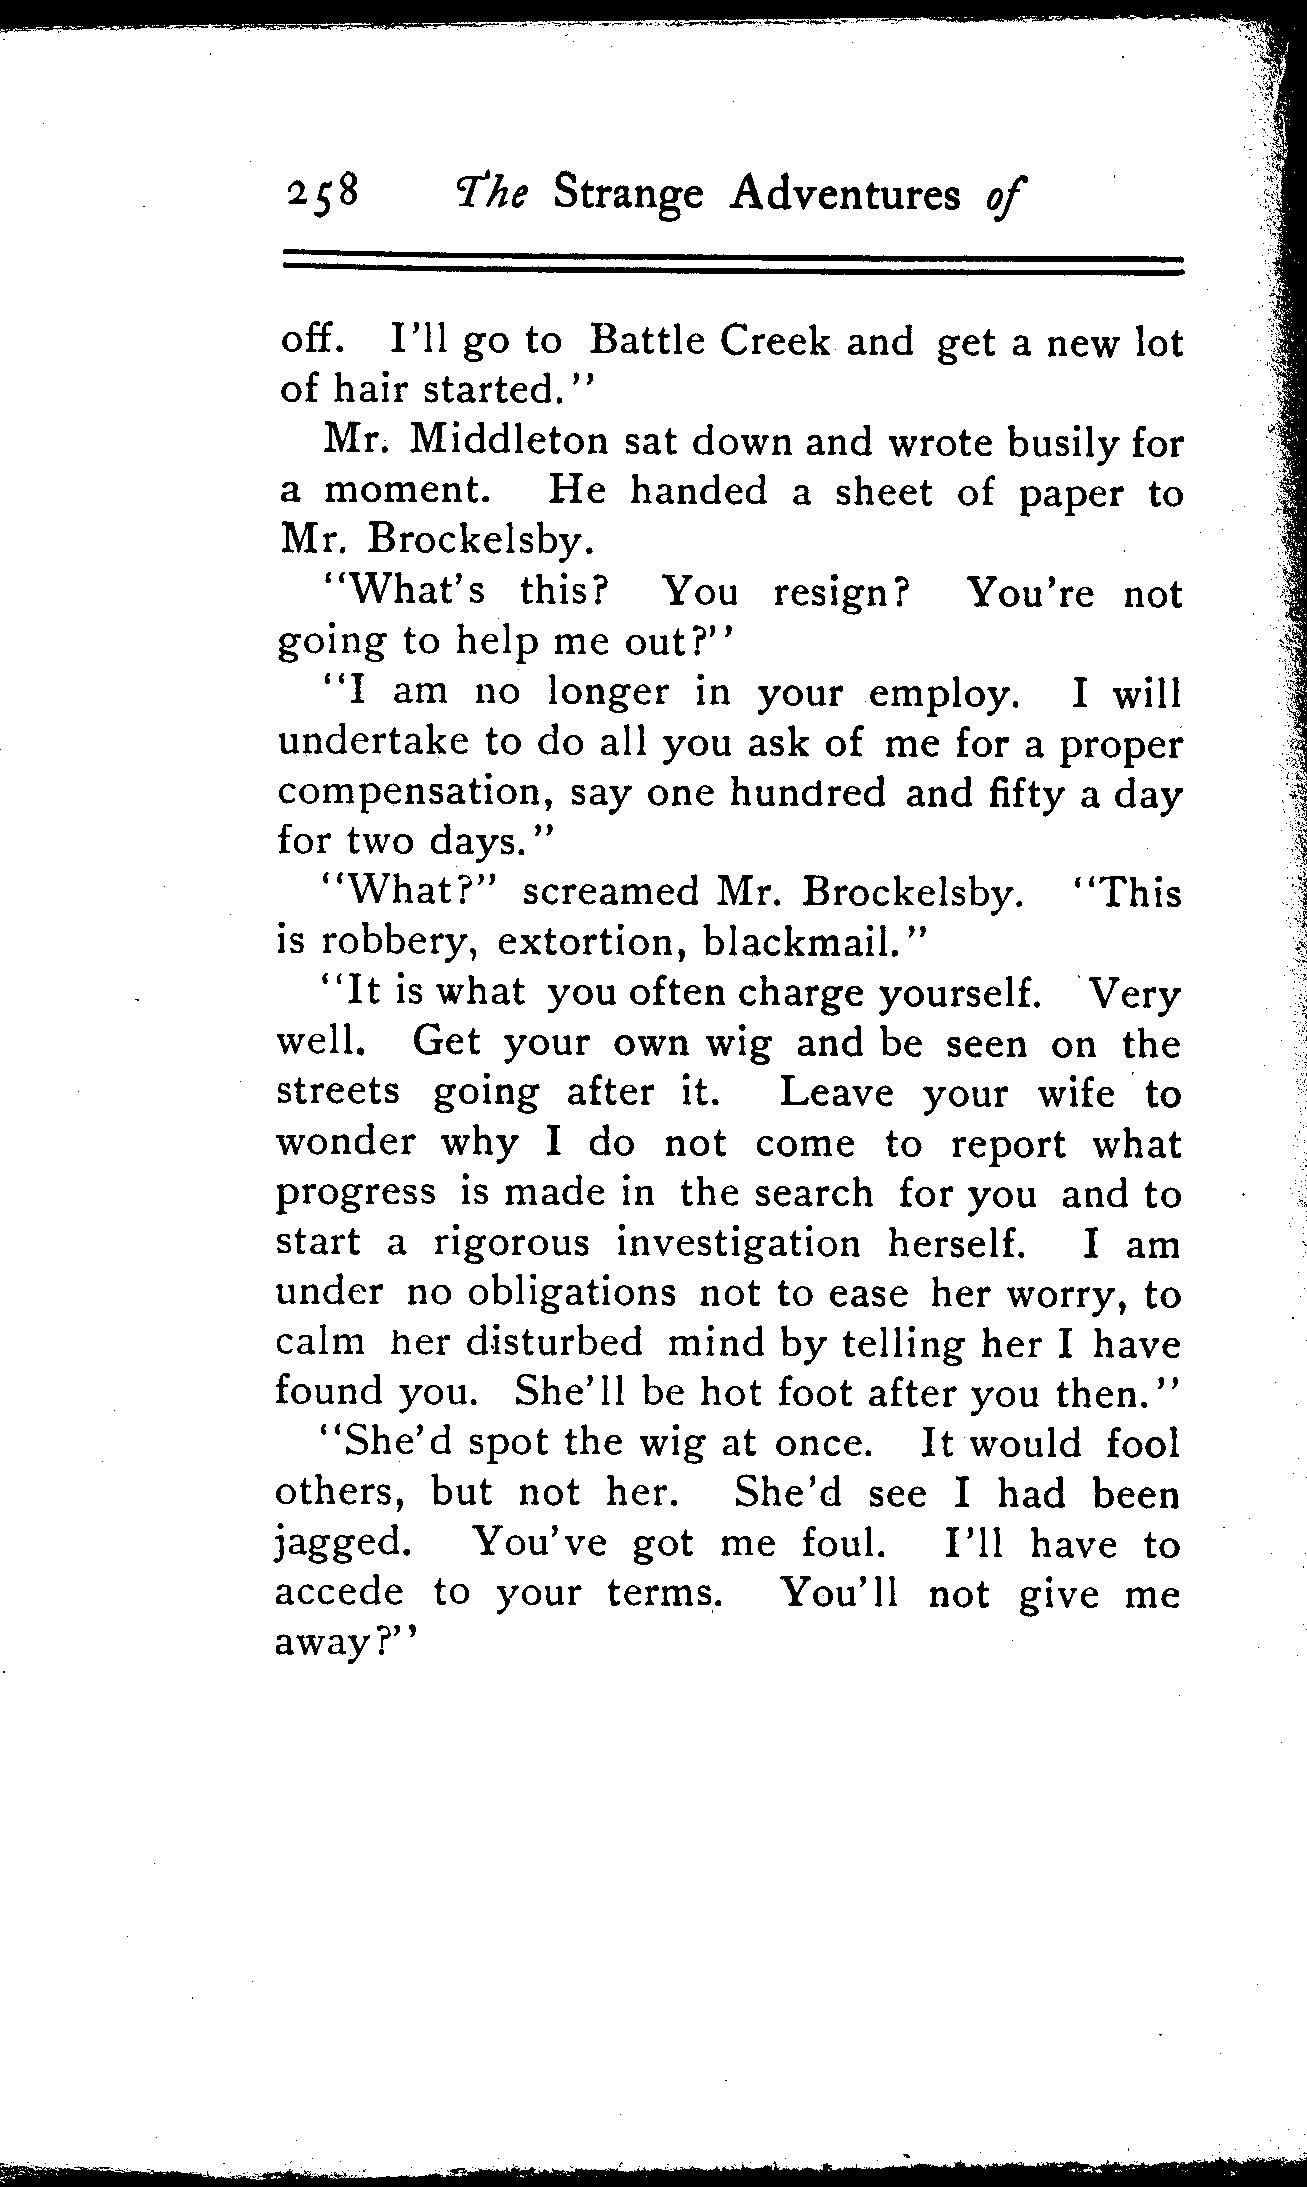 258 The Strange Adventures of
off. I'll go to Battle Creek and get a new lot
of hair started."
Mr. Middleton sat down and wrote busily for
a moment. He handed a sheet of paper to
Mr. Brockelsby.
"What's this? You resign? You're not
going to help me out?"
"I am no longer in your employ. I will
undertake to do all you ask of me for a proper
compensation, say one hundred and fifty a day
for two days."
"What?" screamed Mr. Brockelsby. "This
is robbery, extortion, blackmail."
"It is what you often charge yourself. Very
well. Get your own wig and be seen on the
streets going after it. Leave your wife to
wonder why I do not come to report what
progress is made in the search for you and to
start a rigorous investigation herself. I am
under no obligations not to ease her worry, to
calm her disturbed mind by telling her I have
found you. She'll be hot foot after you then."
"She'd spot the wig at once. It would fool
others, but not her. She'd see I had been
jagged. You've got me foul. I'll have to
accede to your terms. You'll not give me
away?"